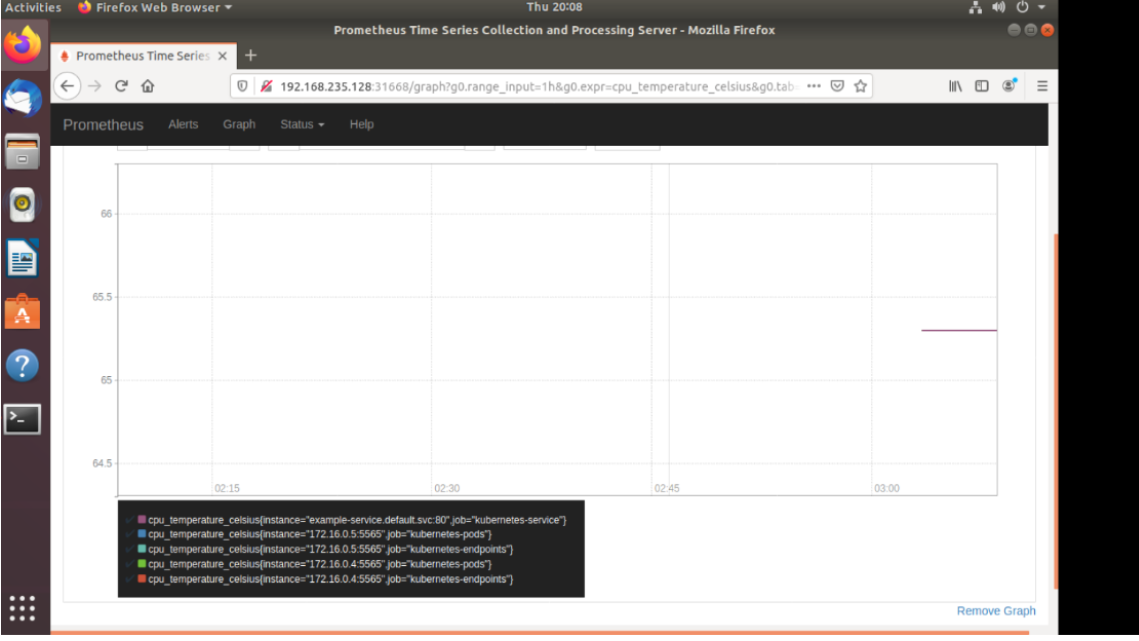 Activities Firefox Web Browser Thu 20:08
Prometheus Time Series Collection and Processing Server - Mozilla Firefox
Prometheus Time Series
192.168.235.128:31668/graph?g0.range_input=1h&g0.expr=cpu_temperature_celsius&g0.tab
Prometheus Alerts Graph Status Help
66
65.5
65
64.5
02:15 02:30 02:45 03:00
cpu_temperature_celsius{instance="example-service.default.svc:80",job="kubernetes-service"}
cpu_temperature_celsius{instance="172.16.0.5:5565",job="kubernetes-pods"}
cpu_temperature_celsius{instance="172.16.0.5:5565",job="kubernetes-endpoints"}
cpu_temperature_celsius{instance="172.16.0.4:5565",job="kubernetes-pods"}
cpu_temperature_celsius{instance="172.16.0.4:5565",job="kubernetes-endpoints"}
Remove Graph